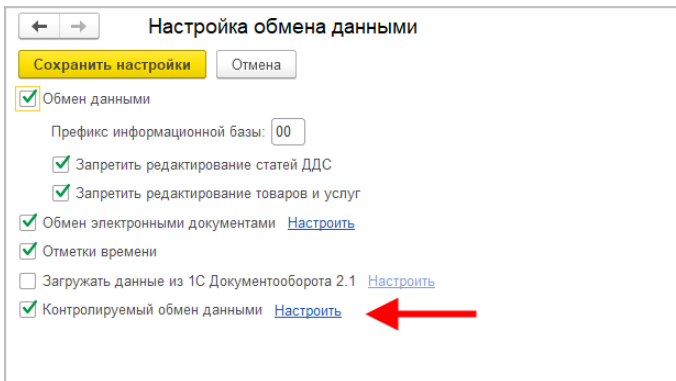 Настройка обмена данными
Сохранить настройки Отмена
Обмен данными
Префикс информационной базы: 00
Запретить редактирование статей ДДС
Запретить редактирование товаров и услуг
Обмен электронными документами Настроить
Отметки времени
Загружать данные из 1С Документооборота 2.1 Настроить
Контролируемый обмен данными Настроить